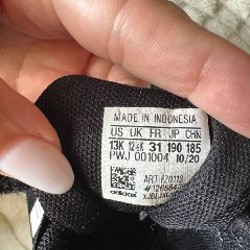 MADE IN INDONESIA
US UK FR JP CHN
13K 12½K 31 190 185
PWJ 001004 10/20
ART
adidas